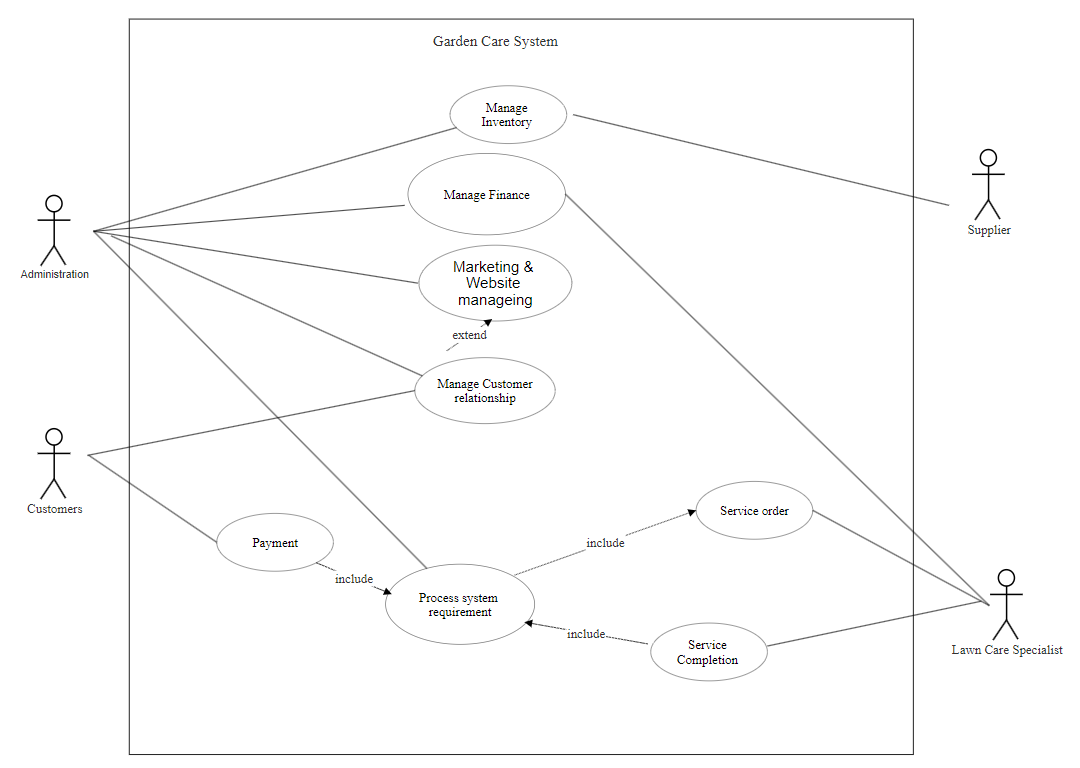 Garden Care System
Manage
Inventory
Manage Finance
Supplier
Administration
Marketing &
Website
manageing
extend
Manage Customer
relationship
Customers
Service order
Payment
include
include
Process system
requirement
include
Service
Completion
Lawn Care Specialist